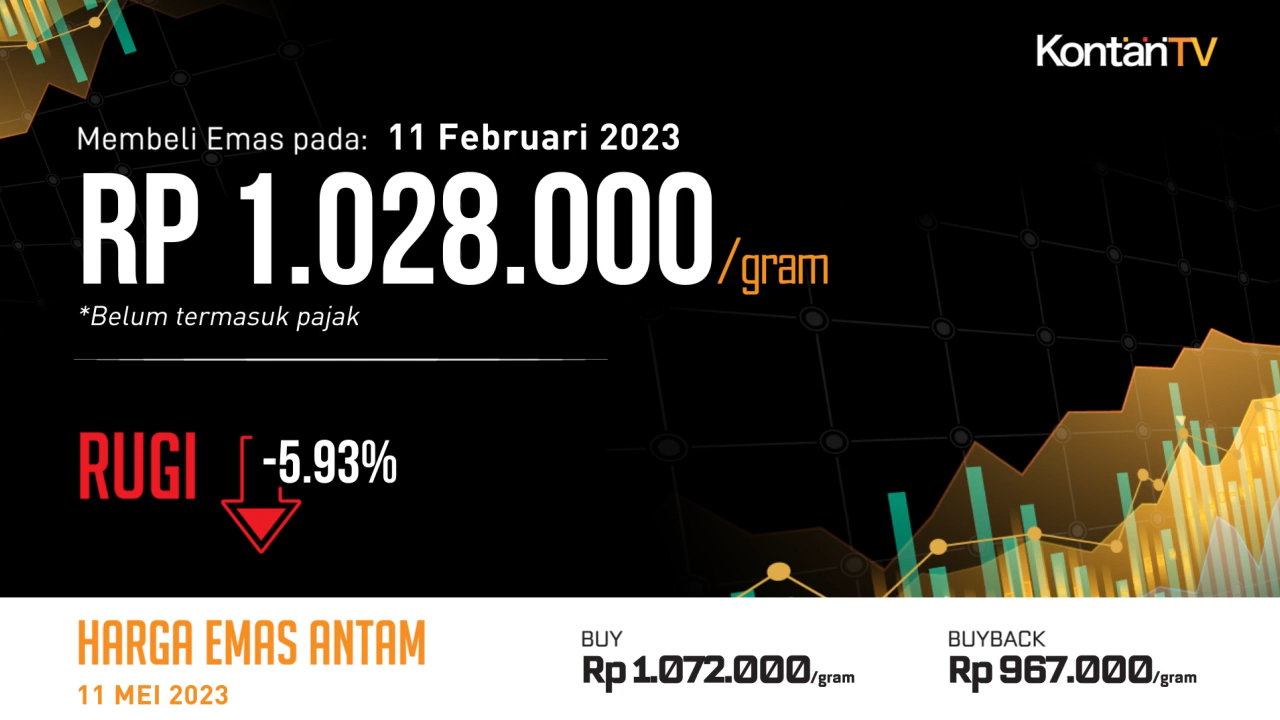 KontanTV
Membeli Emas pada: 11 Februari 2023
RP 1.028.000/gram
*Belum termasuk pajak
RUGI -5.93%
HARGA EMAS ANTAM
11 MEI 2023
BUY
Rp 1.072.000/gram
BUYBACK
Rp 967.000/gram